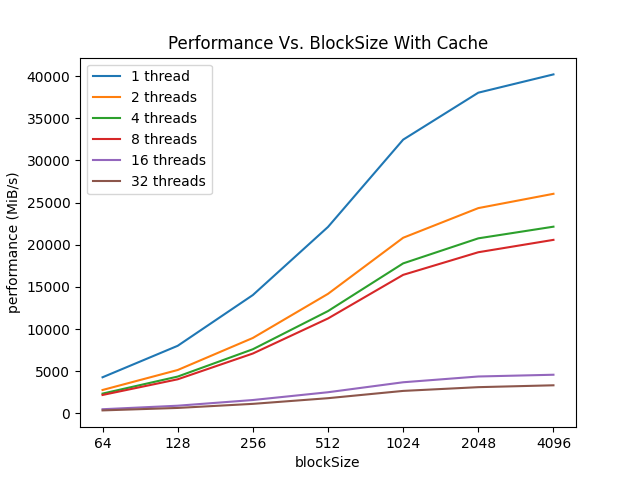 Performance Vs. BlockSize With Cache
1 thread
2 threads
4 threads
8 threads
16 threads
32 threads
performance (MiB/s)
40000
35000
30000
25000
20000
15000
10000
5000
0
64 128 256 512 1024 2048 4096
blockSize